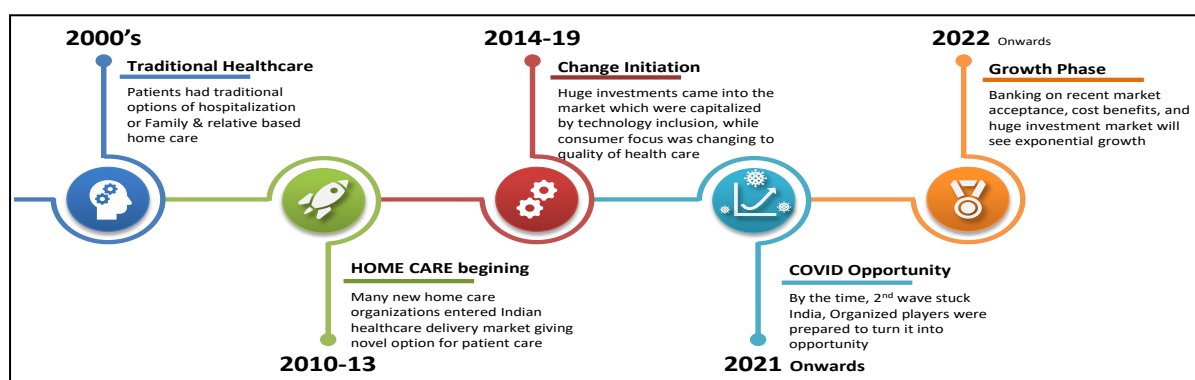 2000's
Traditional Healthcare
Patients had traditional
options of hospitalization
or Family & relative based
home care
HOME CARE begining
Many new home care
organizations entered Indian
healthcare delivery market giving
novel option for patient care
2010-13
2014-19
Change Initiation
Huge investments came into the
market which were capitalized
by technology inclusion, while
consumer focus was changing to
quality of health care
COVID Opportunity
By the time, 2nd wave stuck
India, Organized players were
prepared to turn it into
opportunity
2021 Onwards
2022 Onwards
Growth Phase
Banking on recent market
acceptance, cost benefits, and
huge investment market will
see exponential growth